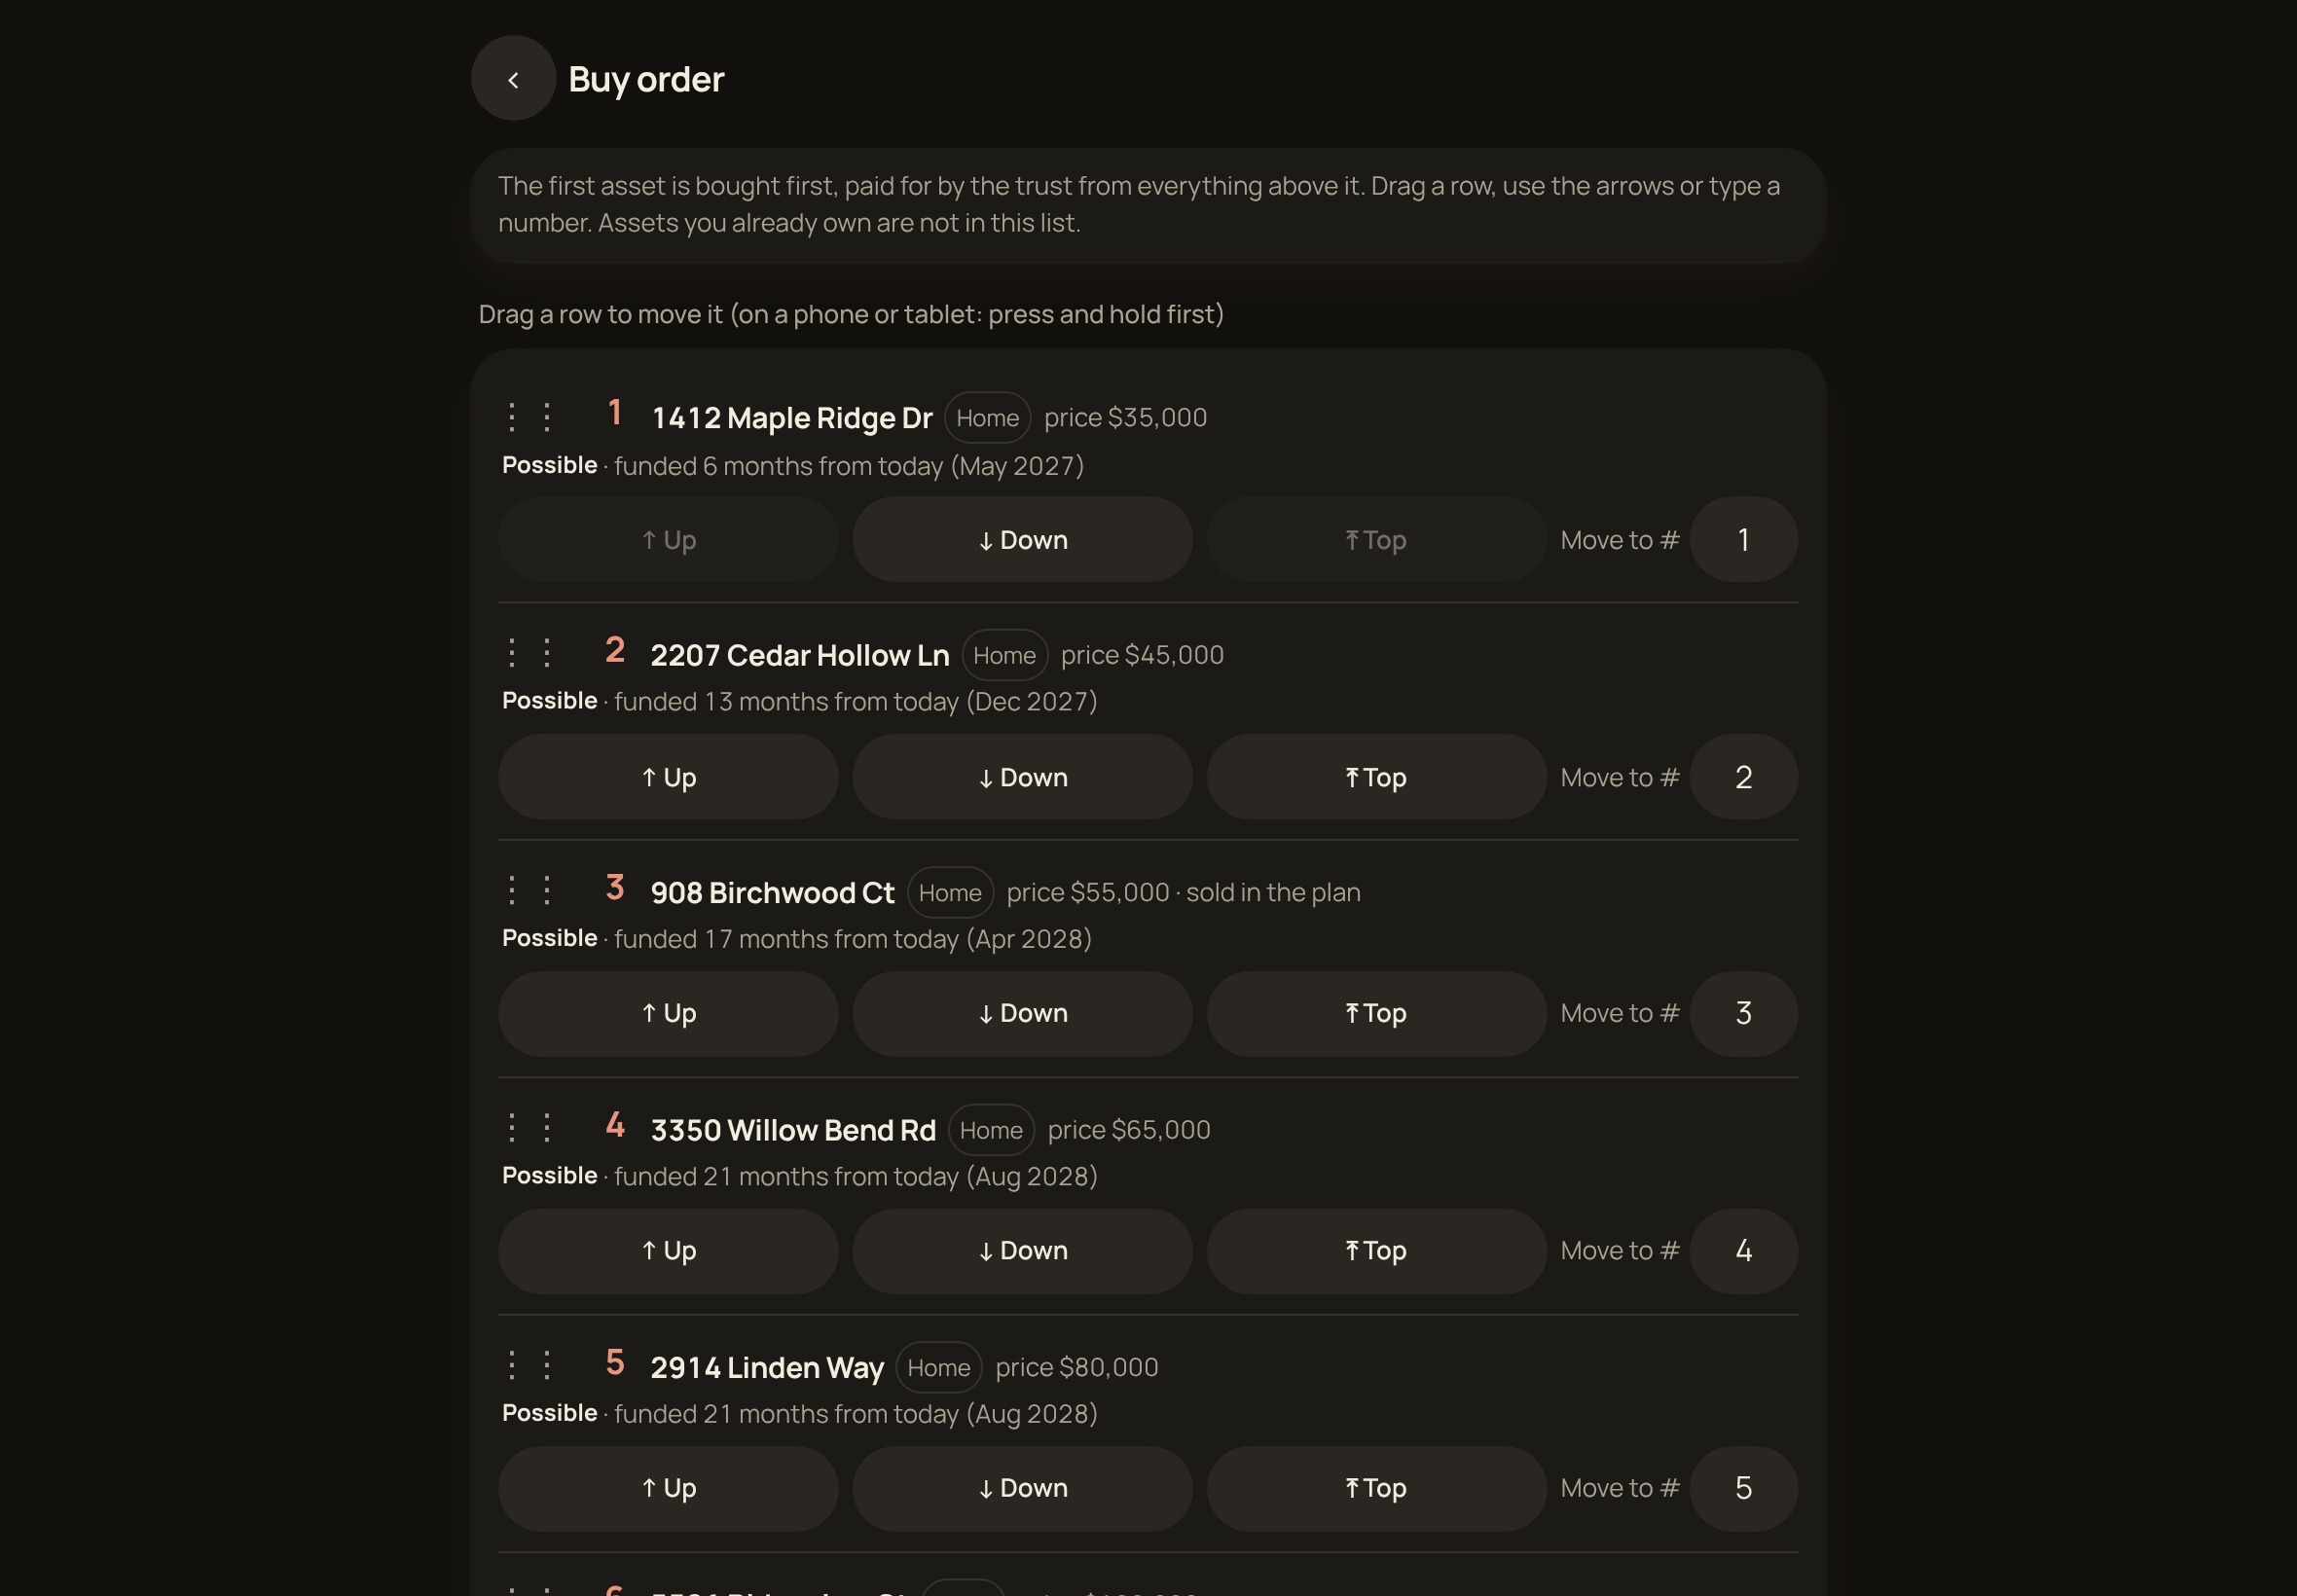 Buy order
The first asset is bought first, paid for by the trust from everything above it. Drag a row, use the arrows or type a
number. Assets you already own are not in this list.
Drag a row to move it (on a phone or tablet: press and hold first)
1 1412 Maple Ridge Dr Home price $35,000
Possible · funded 6 months from today (May 2027)
↑ Up ↓ Down ⤒ Top Move to # 1
2 2207 Cedar Hollow Ln Home price $45,000
Possible · funded 13 months from today (Dec 2027)
↑ Up ↓ Down ⤒ Top Move to # 2
3 908 Birchwood Ct Home price $55,000 · sold in the plan
Possible · funded 17 months from today (Apr 2028)
↑ Up ↓ Down ⤒ Top Move to # 3
4 3350 Willow Bend Rd Home price $65,000
Possible · funded 21 months from today (Aug 2028)
↑ Up ↓ Down ⤒ Top Move to # 4
5 2914 Linden Way Home price $80,000
Possible · funded 21 months from today (Aug 2028)
↑ Up ↓ Down ⤒ Top Move to # 5
6